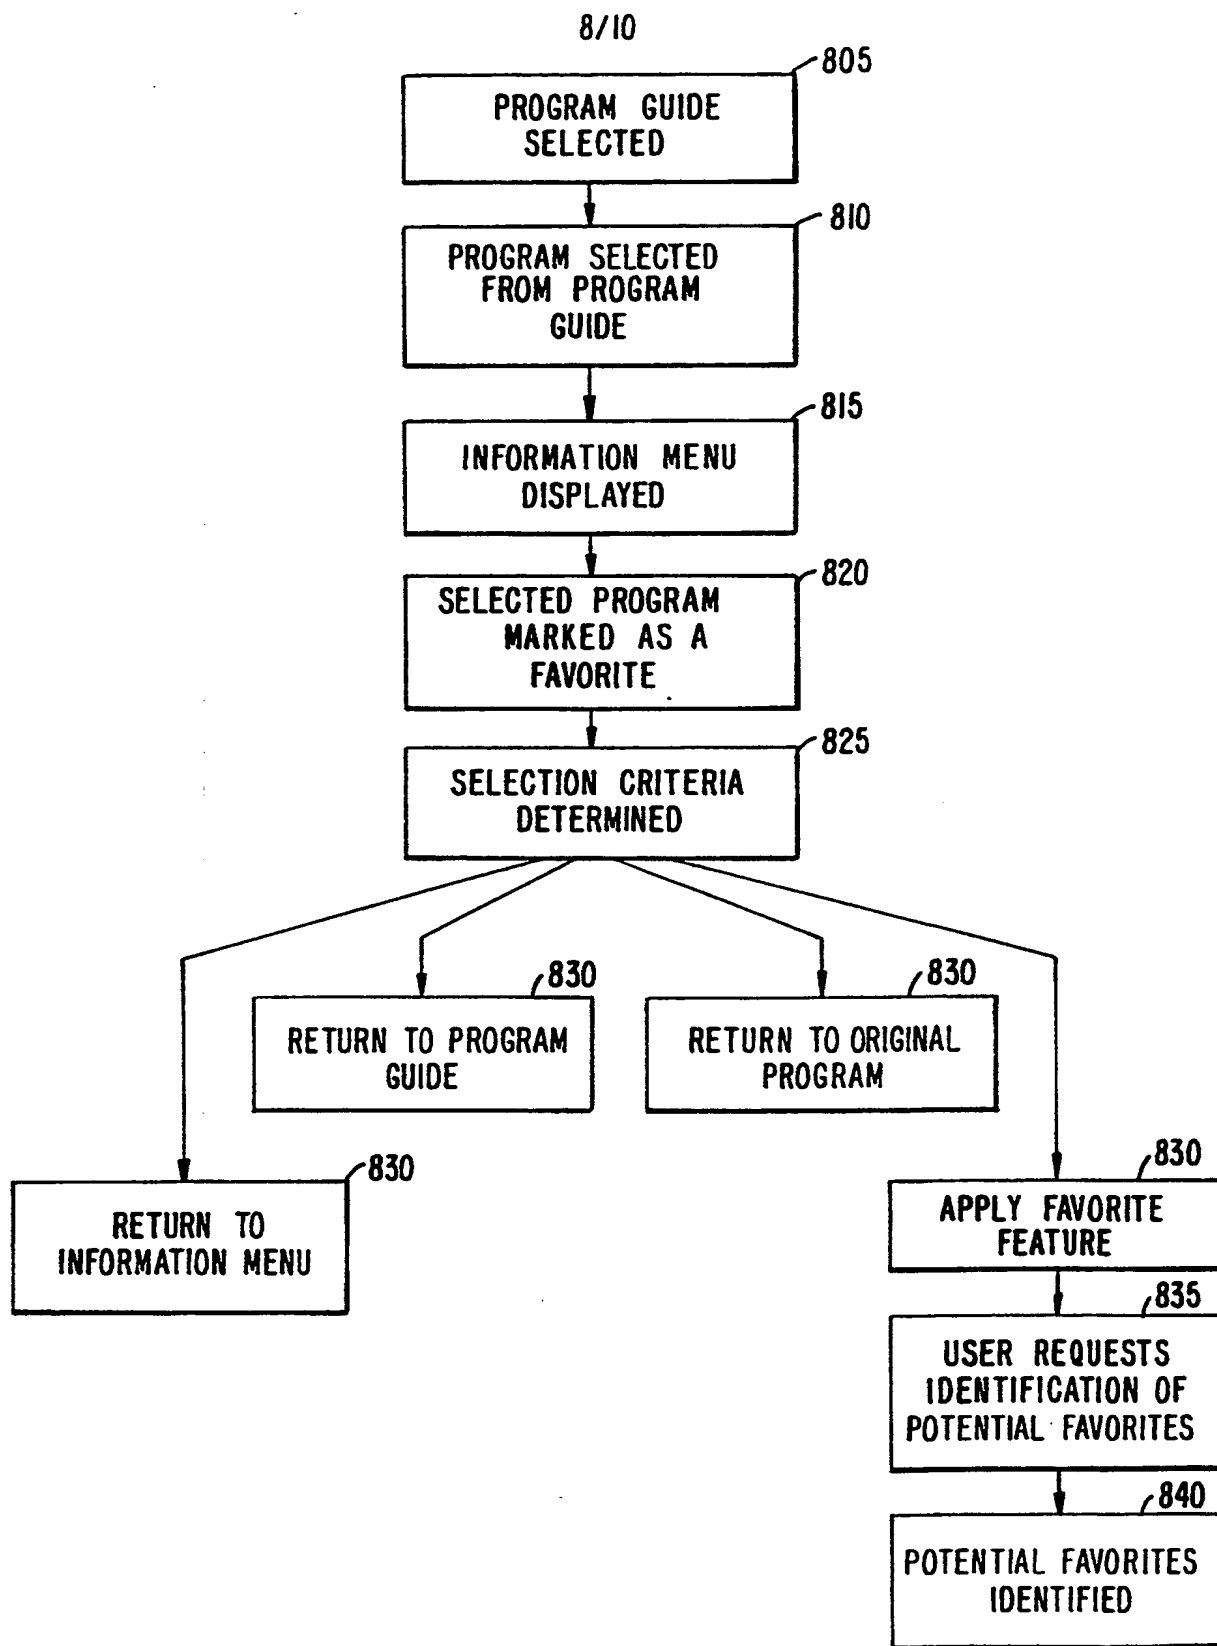 8/10
805
PROGRAM GUIDE
SELECTED
810
PROGRAM SELECTED
FROM PROGRAM
GUIDE
815
INFORMATION MENU
DISPLAYED
820
SELECTED PROGRAM
MARKED AS A
FAVORITE
825
SELECTION CRITERIA
DETERMINED
830
RETURN TO PROGRAM
GUIDE
830
RETURN TO ORIGINAL
PROGRAM
830
RETURN TO
INFORMATION MENU
830
APPLY FAVORITE
FEATURE
835
USER REQUESTS
IDENTIFICATION OF
POTENTIAL FAVORITES
840
POTENTIAL FAVORITES
IDENTIFIED